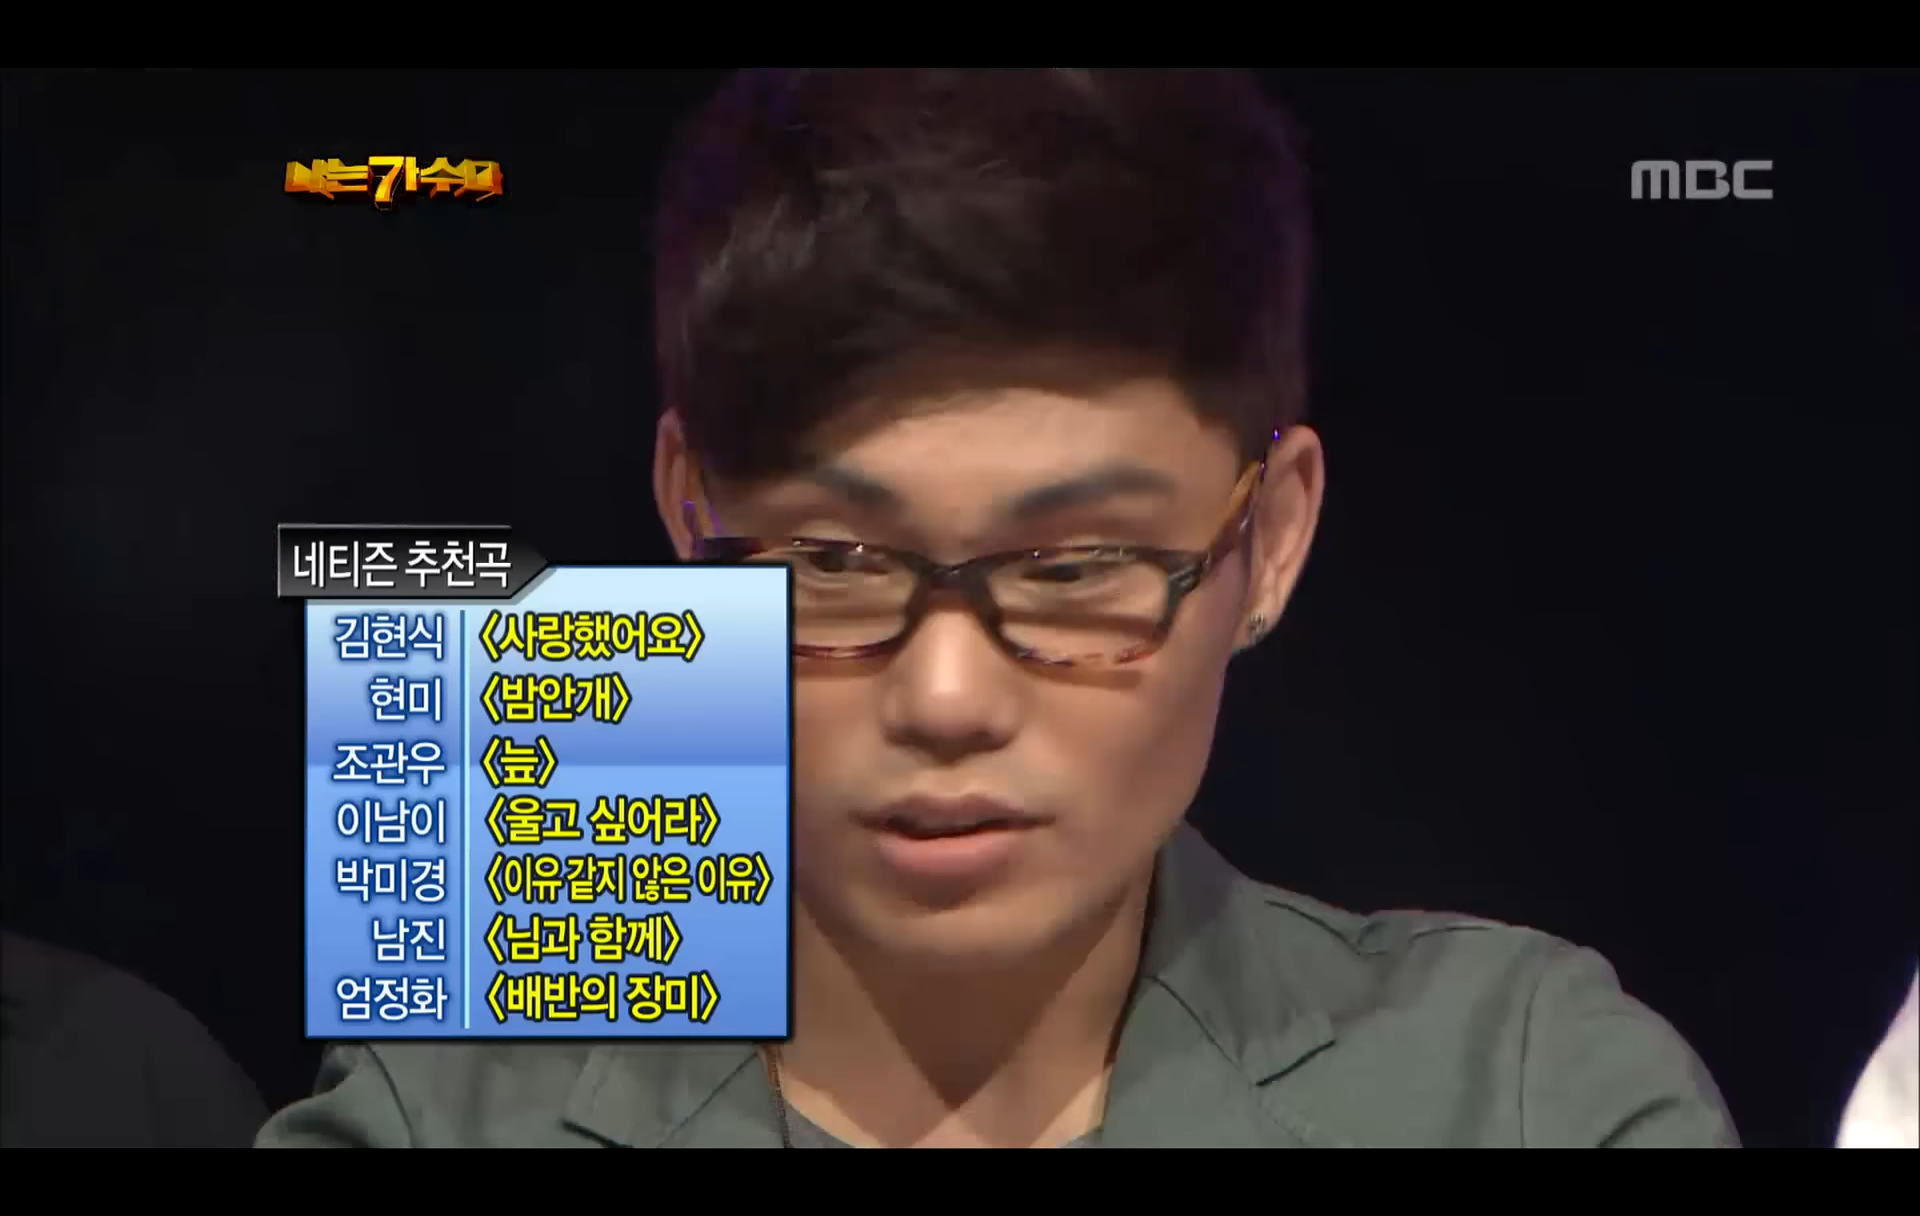 나는 가수다
MBC
네티즌 추천곡
김현식 〈사랑했어요〉
현미 〈밤안개〉
조관우 〈늪〉
이남이 〈울고 싶어라〉
박미경 〈이유 같지 않은 이유〉
남진 〈님과 함께〉
엄정화 〈배반의 장미〉